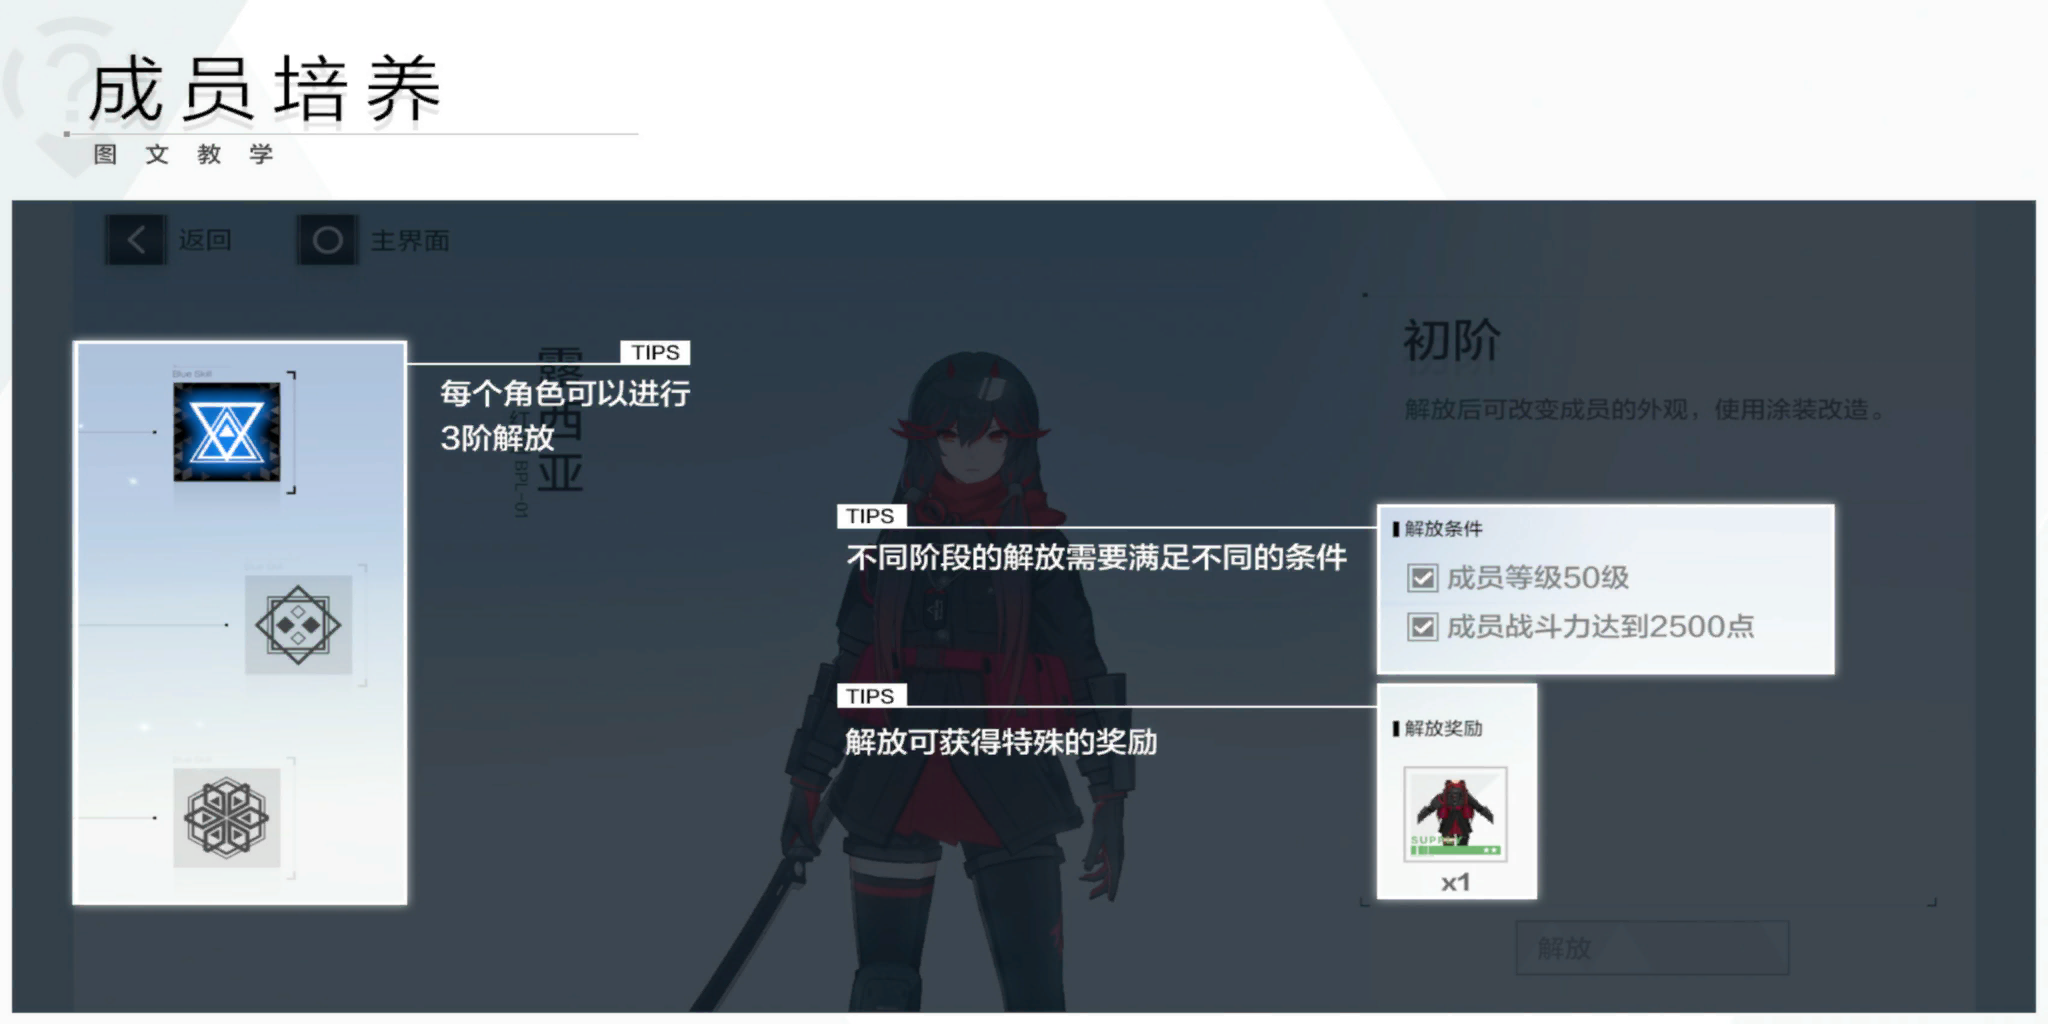 成员培养
图文教学
返回
主界面
Blue Skill
TIPS
每个角色可以进行
3阶解放
露西亚
BPL-01
初阶
解放后可改变成员的外观，使用涂装改造。
TIPS
不同阶段的解放需要满足不同的条件
解放条件
成员等级50级
成员战斗力达到2500点
TIPS
解放可获得特殊的奖励
解放奖励
SUPPLY
x1
解放